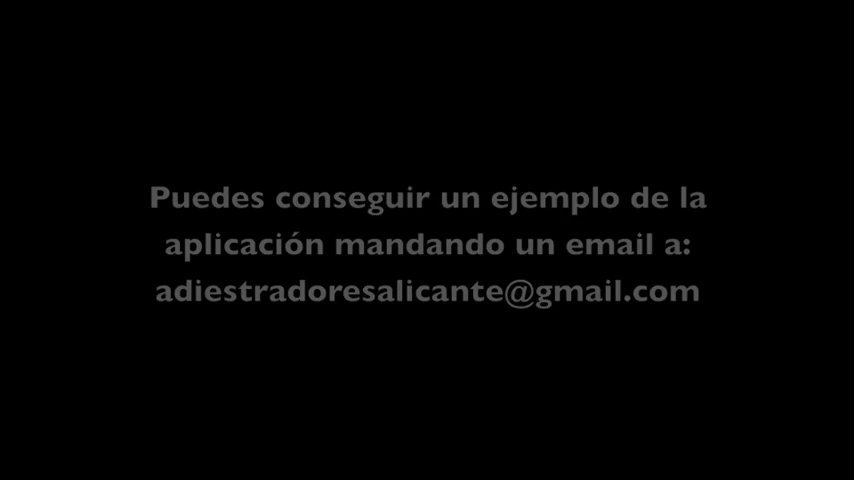 Puedes conseguir un ejemplo de la
aplicación mandando un email a:
adiestradoresalicante@gmail.com